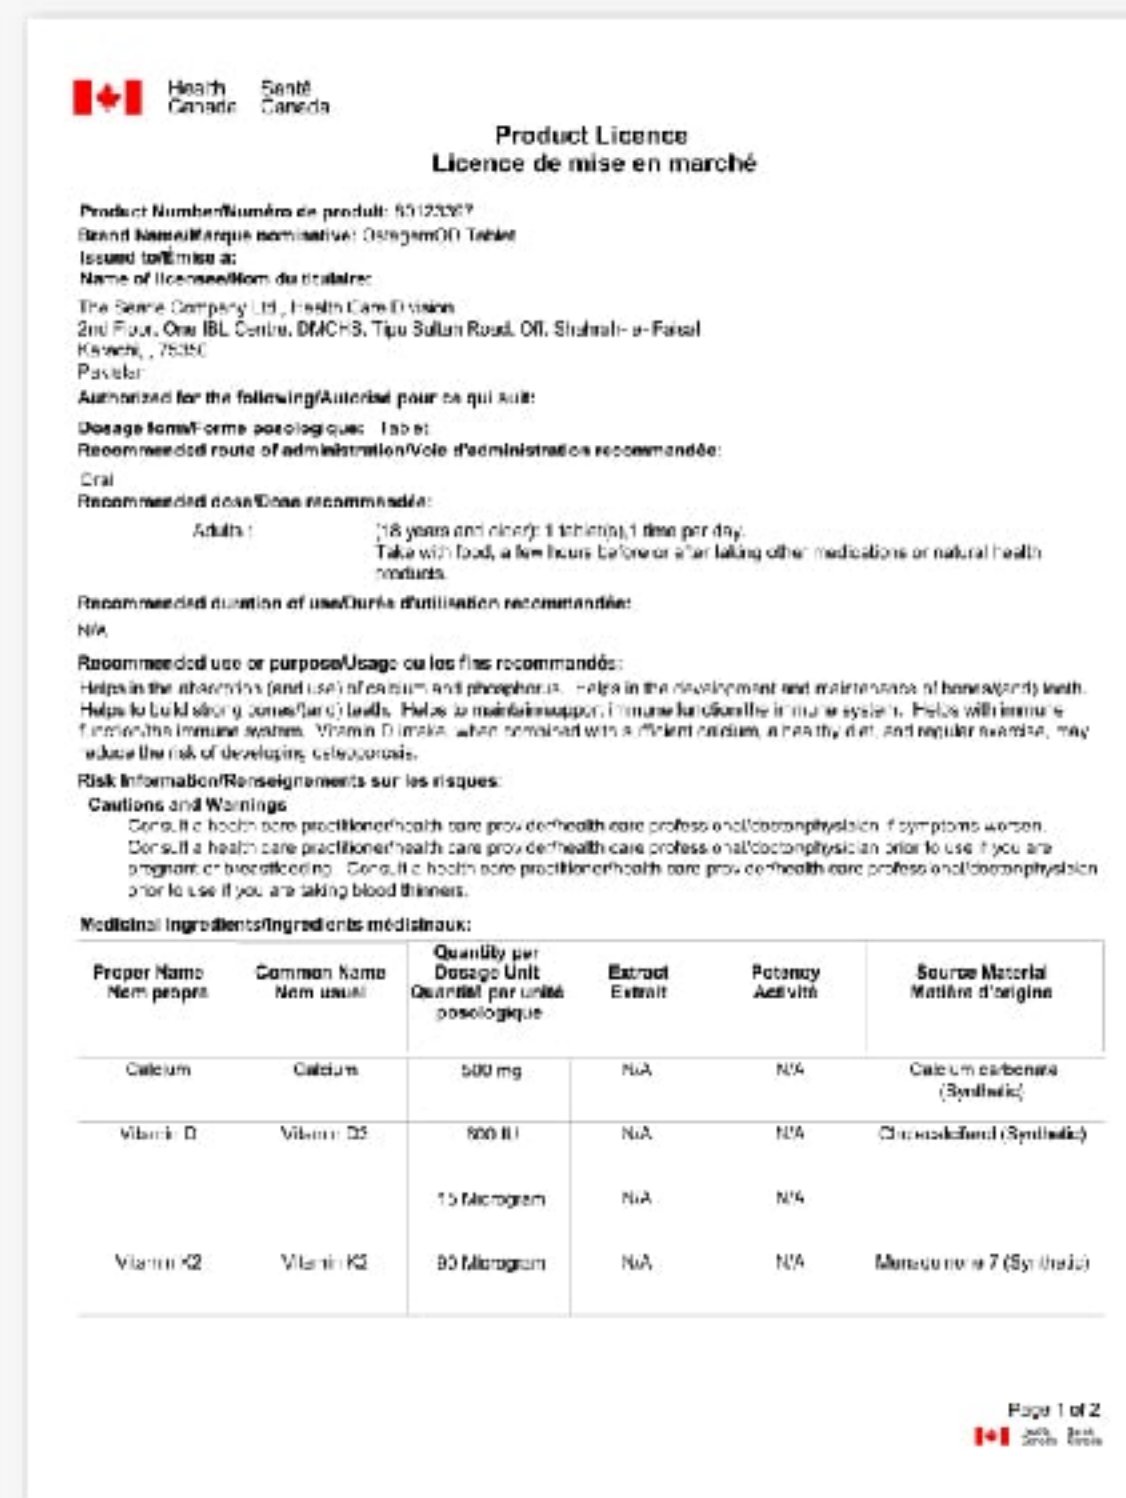 Health Santé
Canada Canada
Product Licence
Licence de mise en marché
Product Number/Numéro de produit:
Brand Name/Marque nominative: Tablet
Issued to/Émise à:
Name of licensee/Nom du titulaire:
The Searle Company Ltd., Health Care Division
2nd Floor, One IBL Centre, DMCHS, Tipu Sultan Road, Off. Shahrah-e-Faisal
Karachi, , 75350
Pakistan
Authorized for the following/Autorisé pour ce qui suit:
Dosage form/Forme posologique: Tablet
Recommended route of administration/Voie d'administration recommandée:
Oral
Recommended dose/Dose recommandée:
Adults : (18 years and older): 1 tablet(s),1 time per day.
Take with food, a few hours before or after taking other medications or natural health
products.
Recommended duration of use/Durée d'utilisation recommandée:
N/A
Recommended use or purpose/Usage ou les fins recommandés:
Helps in the absorption (and use) of calcium and phosphorus. Helps in the development and maintenance of bones/(and) teeth.
Helps to build strong bones/(and) teeth. Helps to maintain/support immune function/the immune system. Helps with immune
function/the immune system. Vitamin D intake, when combined with sufficient calcium, a healthy diet, and regular exercise, may
reduce the risk of developing osteoporosis.
Risk Information/Renseignements sur les risques:
Cautions and Warnings
Consult a health care practitioner/health care provider/health care professional/doctor/physician if symptoms worsen.
Consult a health care practitioner/health care provider/health care professional/doctor/physician prior to use if you are
pregnant or breastfeeding. Consult a health care practitioner/health care provider/health care professional/doctor/physician
prior to use if you are taking blood thinners.
Medicinal Ingredients/Ingrédients médicinaux:
Proper Name Common Name Quantity per Extract Potency Source Material
Nom propre Nom usuel Dosage Unit Extrait Activité Matière d'origine
Quantité par unité
posologique
Calcium Calcium 500 mg N/A N/A Calcium carbonate
(Synthetic)
Vitamin D Vitamin D3 600 IU N/A N/A Cholecalciferol (Synthetic)
15 Microgram N/A N/A
Vitamin K2 Vitamin K2 90 Microgram N/A N/A Menaquinone 7 (Synthetic)
Page 1 of 2
Health Santé
Canada Canada